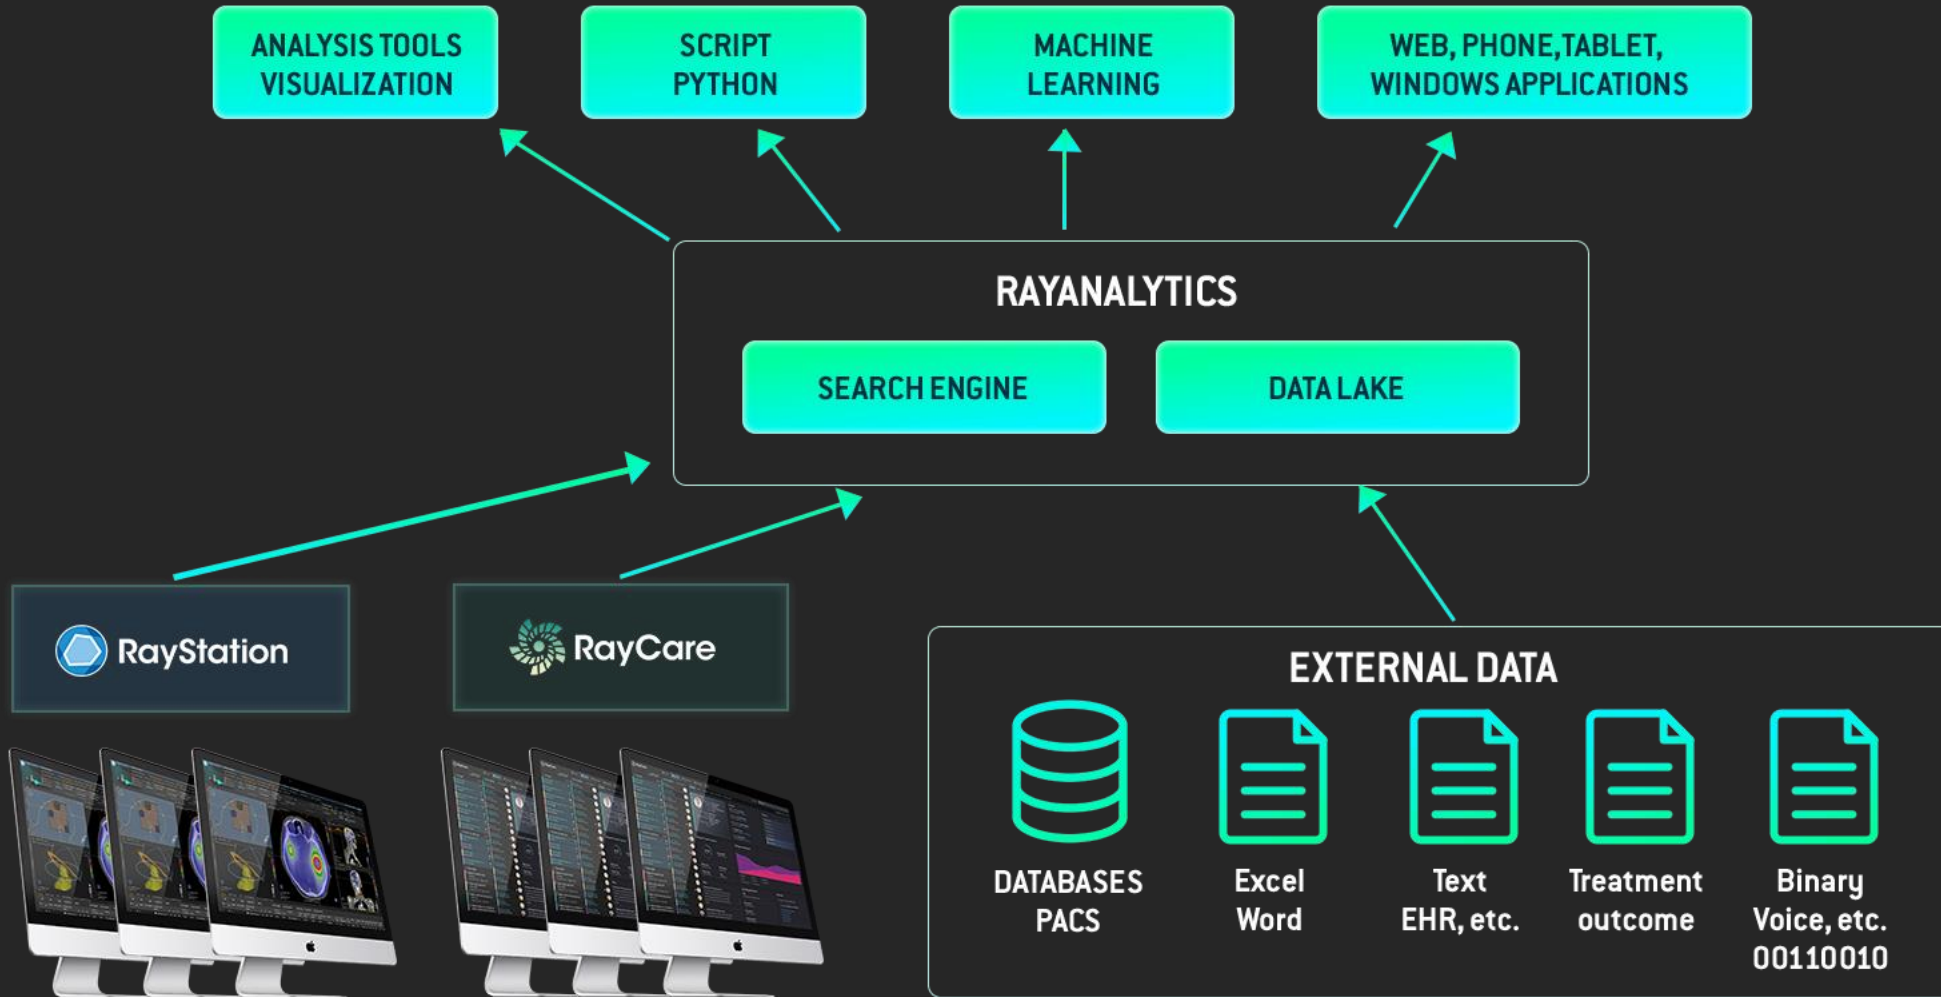 ANALYSIS TOOLS
VISUALIZATION
SCRIPT
PYTHON
MACHINE
LEARNING
WEB, PHONE,TABLET,
WINDOWS APPLICATIONS
RAYANALYTICS
SEARCH ENGINE
DATA LAKE
RayStation
RayCare
EXTERNAL DATA
DATABASES
PACS
Excel
Word
Text
EHR, etc.
Treatment
outcome
Binary
Voice, etc.
00110010